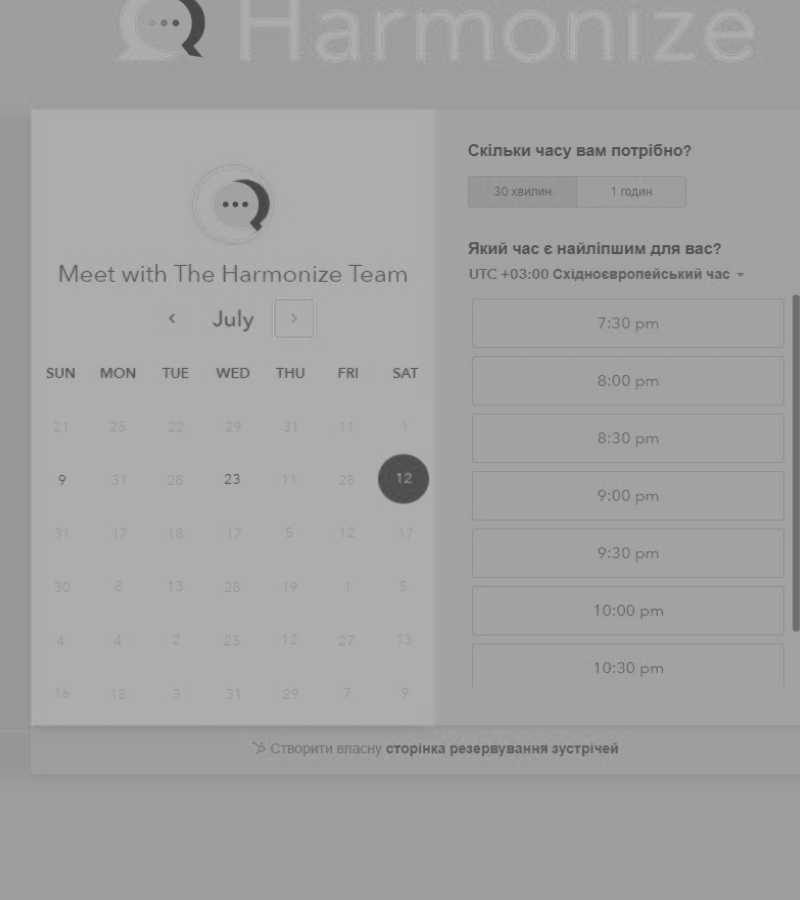 Harmonize
Meet with The Harmonize Team
July
SUN MON TUE WED THU FRI SAT
21 25 22 29 31 11 1
9 31 28 23 11 28 12
31 17 18 17 5 12 17
30 8 13 28 19 1 5
4 4 2 25 12 27 13
16 18 3 31 29 7 9
Скільки часу вам потрібно?
30 хвилин 1 годин
Який час є найліпшим для вас?
UTC +03:00 Східноєвропейський час
7:30 pm
8:00 pm
8:30 pm
9:00 pm
9:30 pm
10:00 pm
10:30 pm
Створити власну сторінка резервування зустрічей